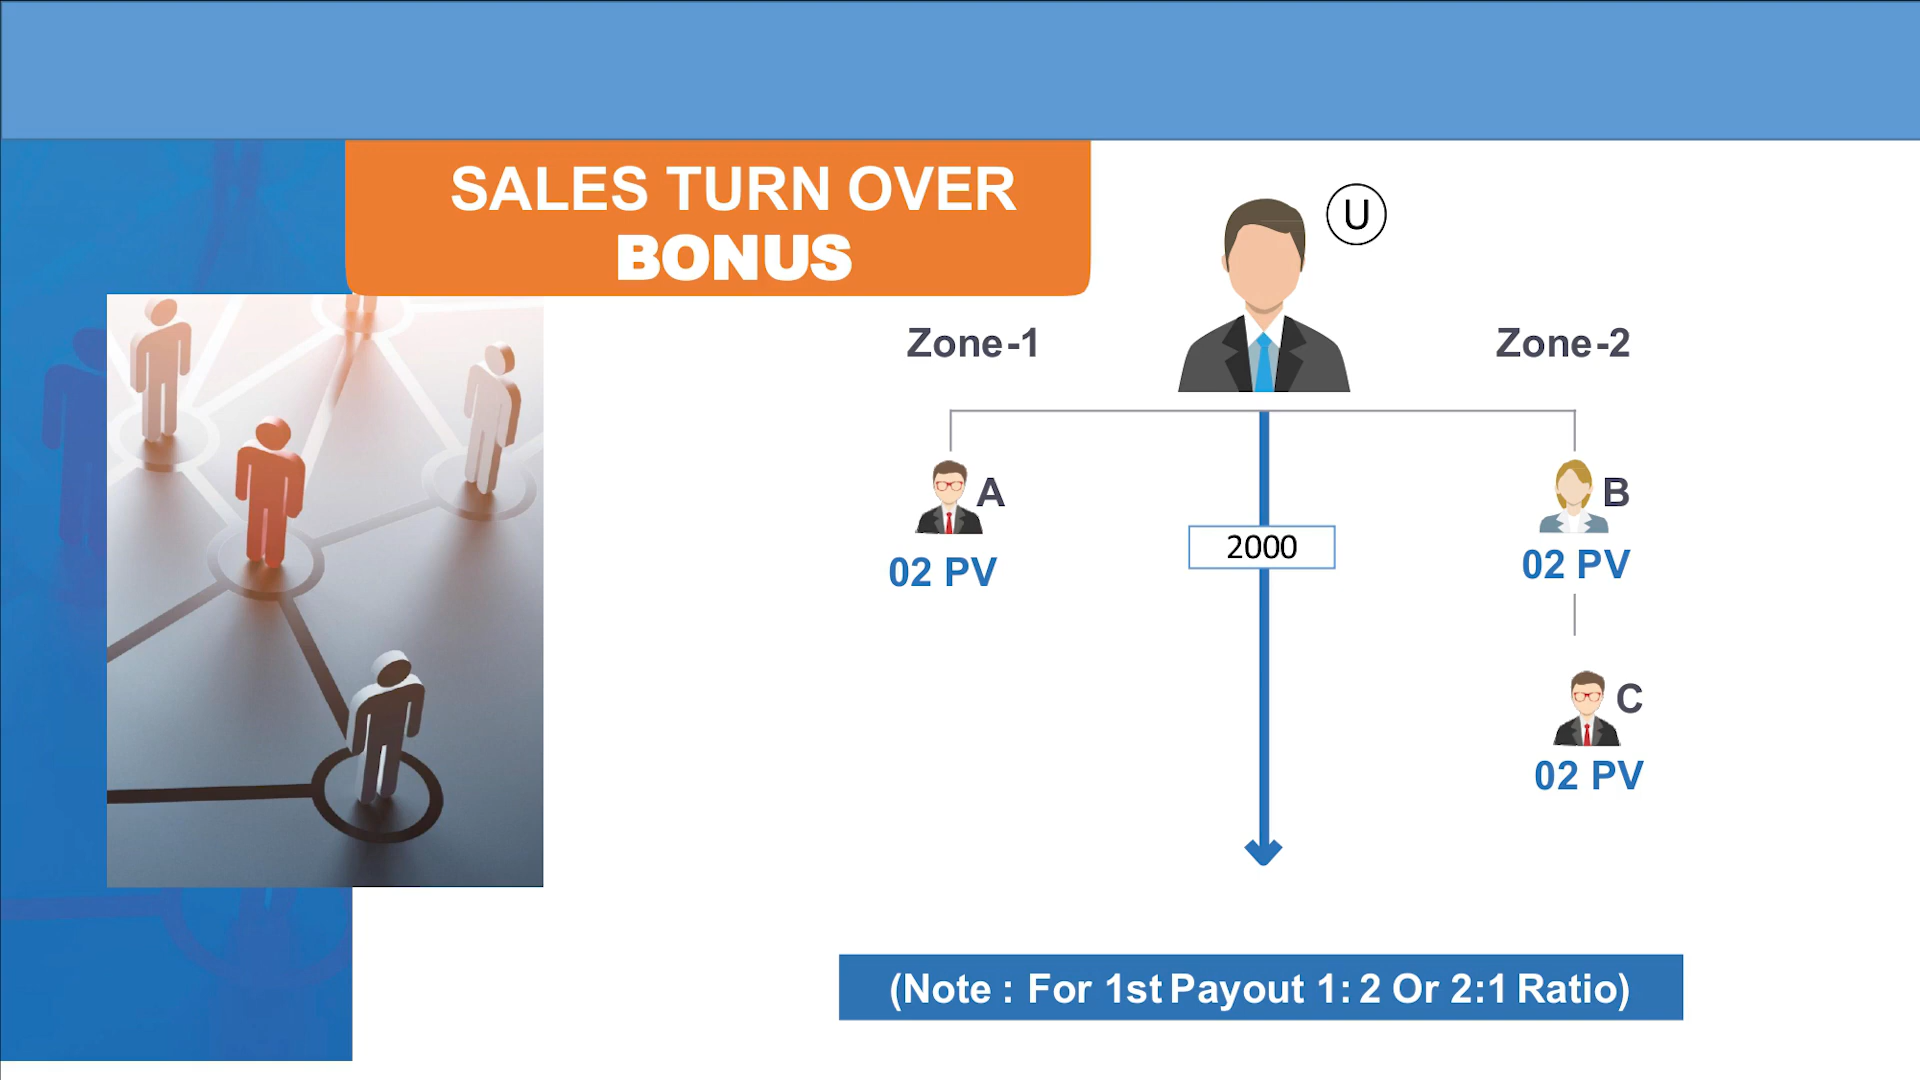 SALES TURN OVER
BONUS
U
Zone-1
Zone-2
A
B
02 PV
2000
02 PV
C
02 PV
(Note : For 1st Payout 1: 2 Or 2:1 Ratio)